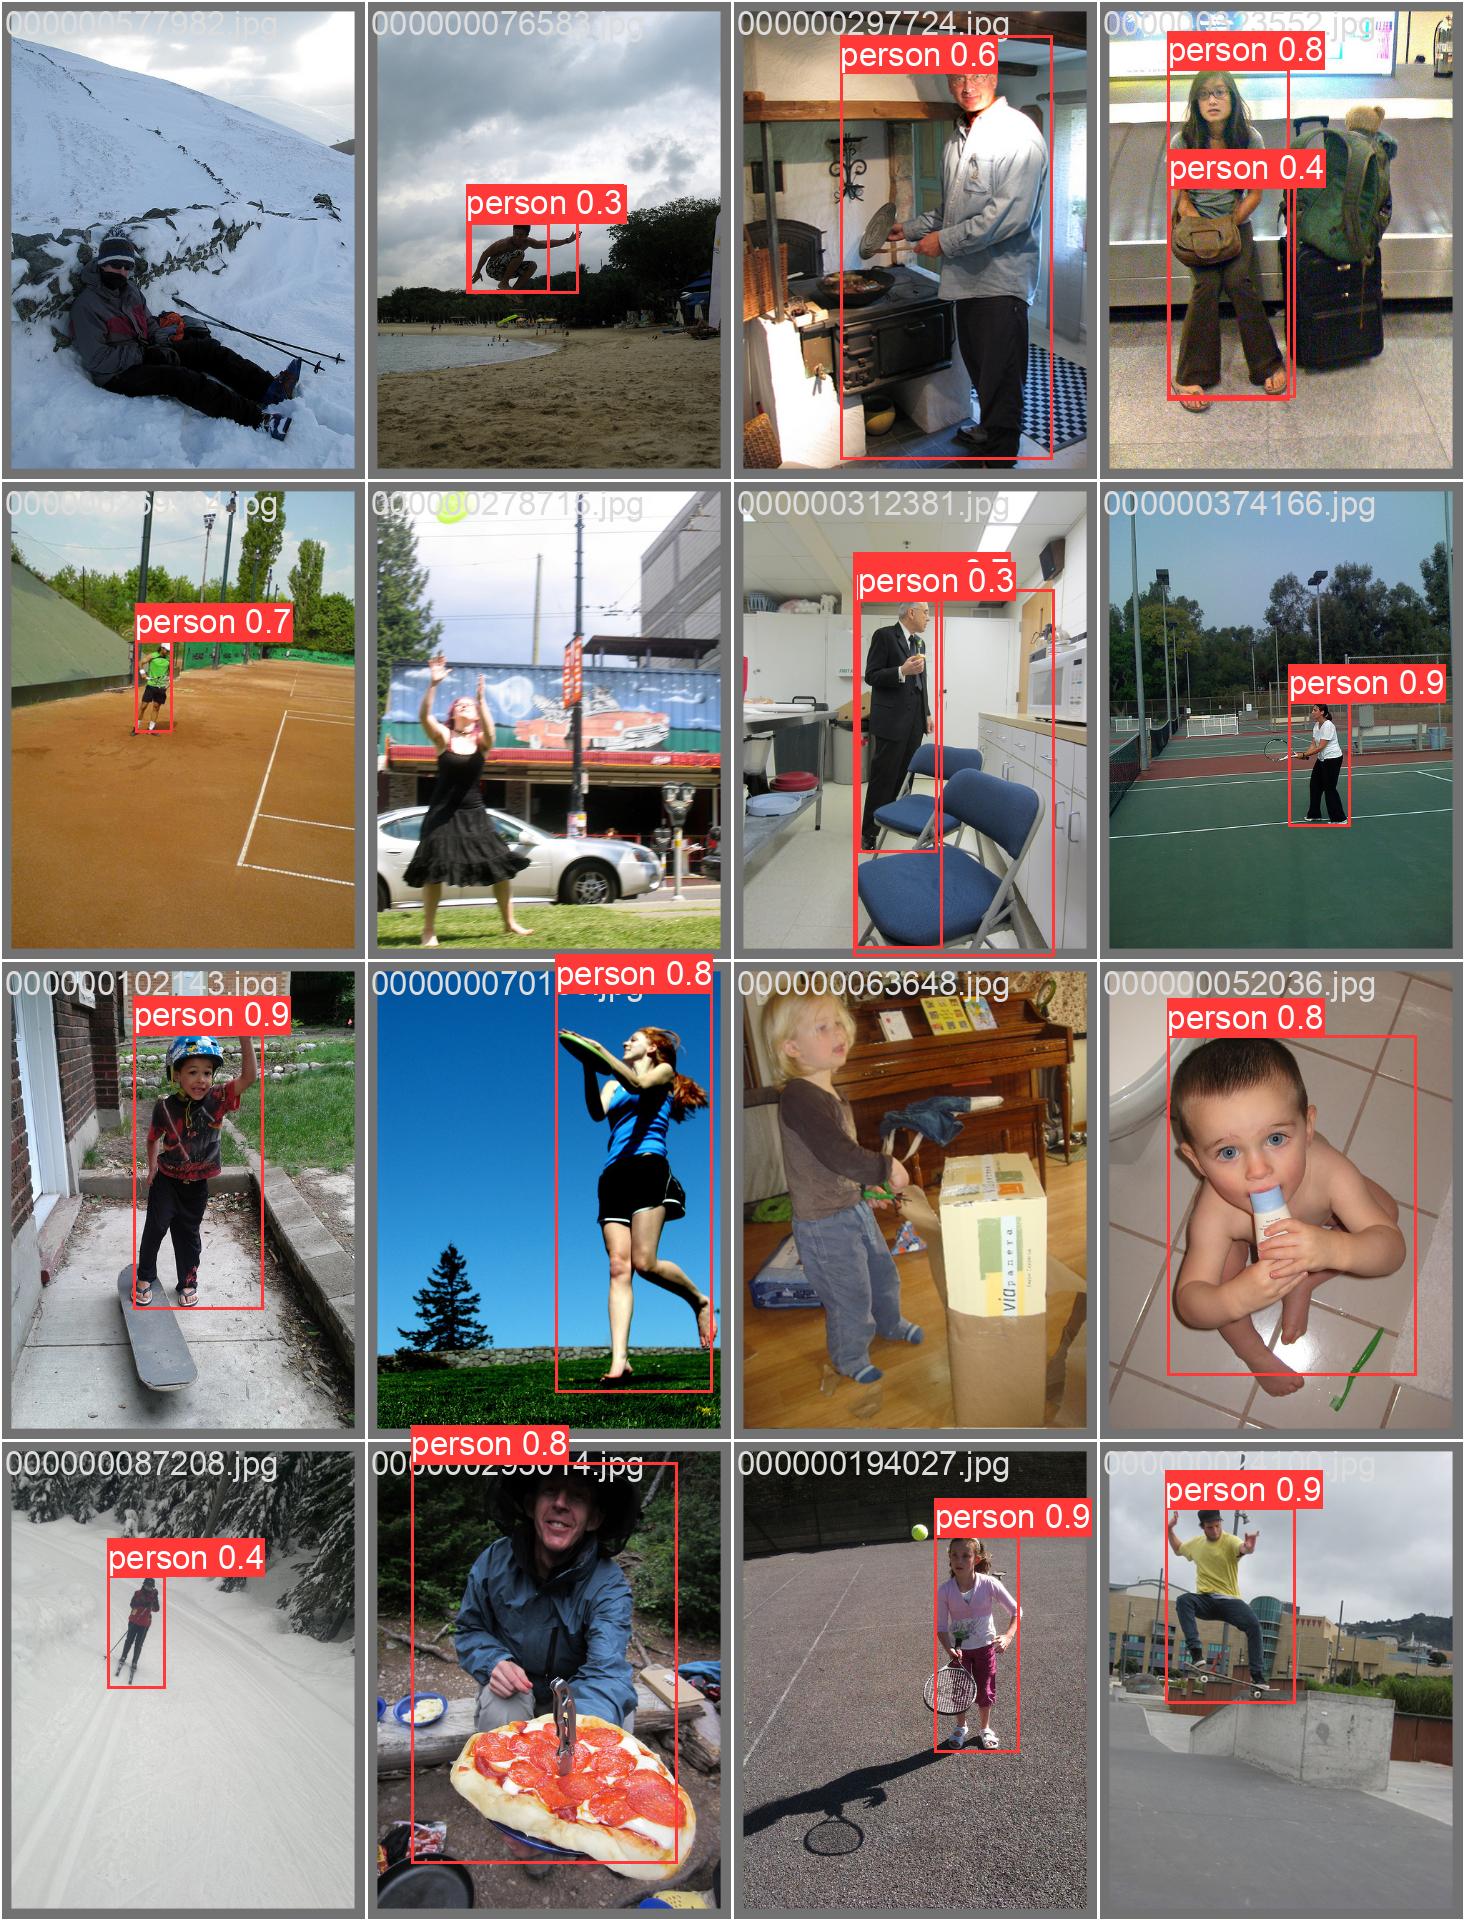 000000577982.jpg
000000076583.jpg
000000297724.jpg
person 0.6
person 0.8
person 0.4
person 0.3
000000278715.jpg
000000312381.jpg
000000374166.jpg
person 0.7
person 0.3
person 0.9
000000102143.jpg
person 0.8
000000063648.jpg
000000052036.jpg
person 0.9
person 0.8
viapanera
000000087208.jpg
person 0.8
000000194027.jpg
person 0.9
person 0.9
person 0.4